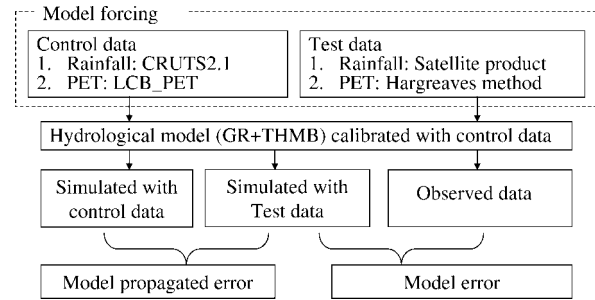 Model forcing
Control data
1. Rainfall: CRUTS2.1
2. PET: LCB_PET
Test data
1. Rainfall: Satellite product
2. PET: Hargreaves method
Hydrological model (GR+THMB) calibrated with control data
Simulated with
control data
Simulated with
Test data
Observed data
Model propagated error
Model error